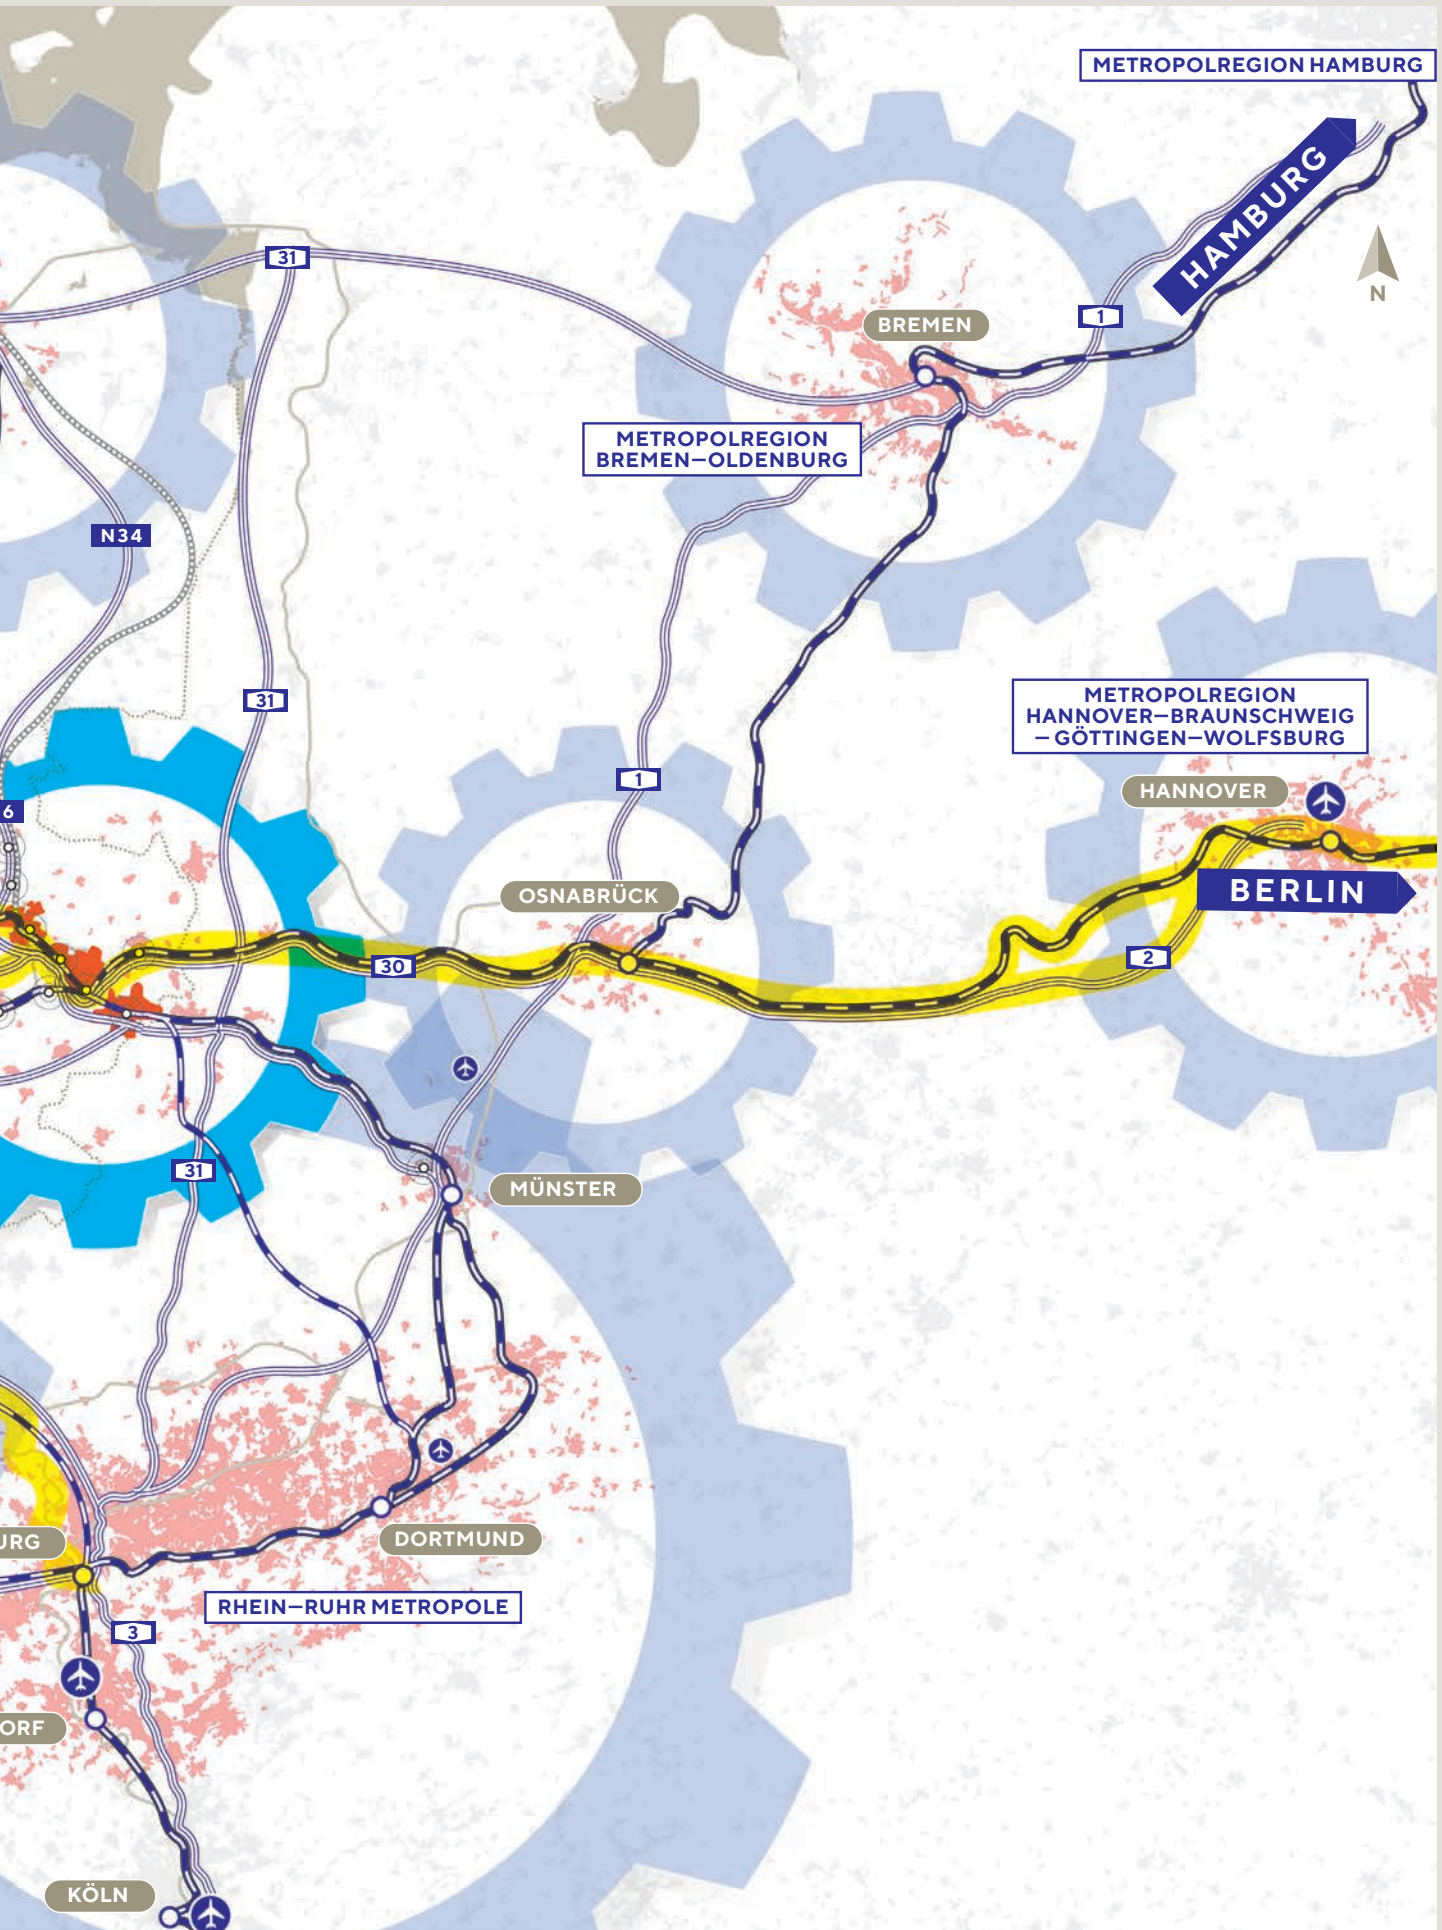 METROPOLREGION HAMBURG
HAMBURG
N
31
1
BREMEN
METROPOLREGION
BREMEN—OLDENBURG
N34
31
METROPOLREGION
HANNOVER—BRAUNSCHWEIG
—GÖTTINGEN—WOLFSBURG
1
HANNOVER
6
OSNABRÜCK
BERLIN
30
2
31
MÜNSTER
URG
DORTMUND
RHEIN—RUHR METROPOLE
3
ORF
KÖLN